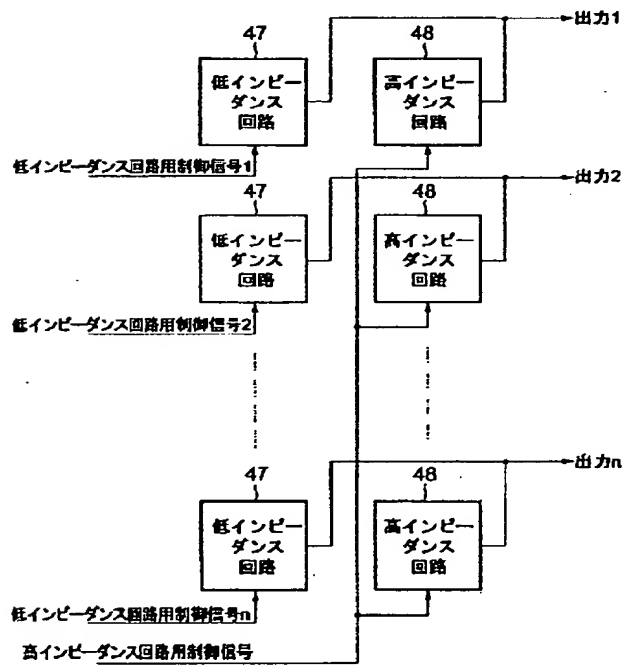 出力1
47
48
低インピー
ダンス
回路
高インピー
ダンス
回路
低インピーダンス回路用制御信号1
出力2
47
48
低インピー
ダンス
回路
高インピー
ダンス
回路
低インピーダンス回路用制御信号2
出力n
47
48
低インピー
ダンス
回路
高インピー
ダンス
回路
低インピーダンス回路用制御信号n
高インピーダンス回路用制御信号